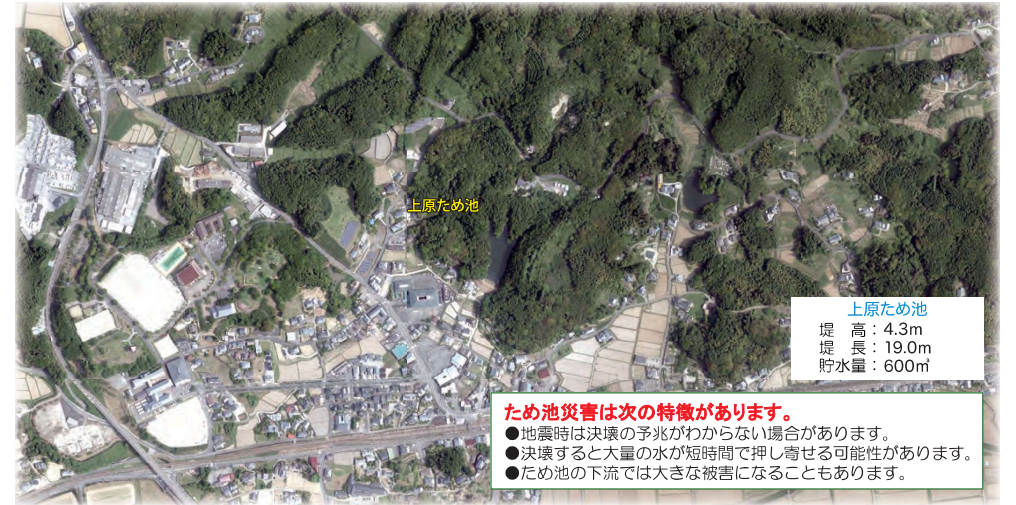 上原ため池
上原ため池
堤　高：4.3m
堤　長：19.0m
貯水量：600㎥
ため池災害は次の特徴があります。
●地震時は決壊の予兆がわからない場合があります。
●決壊すると大量の水が短時間で押し寄せる可能性があります。
●ため池の下流では大きな被害になることもあります。